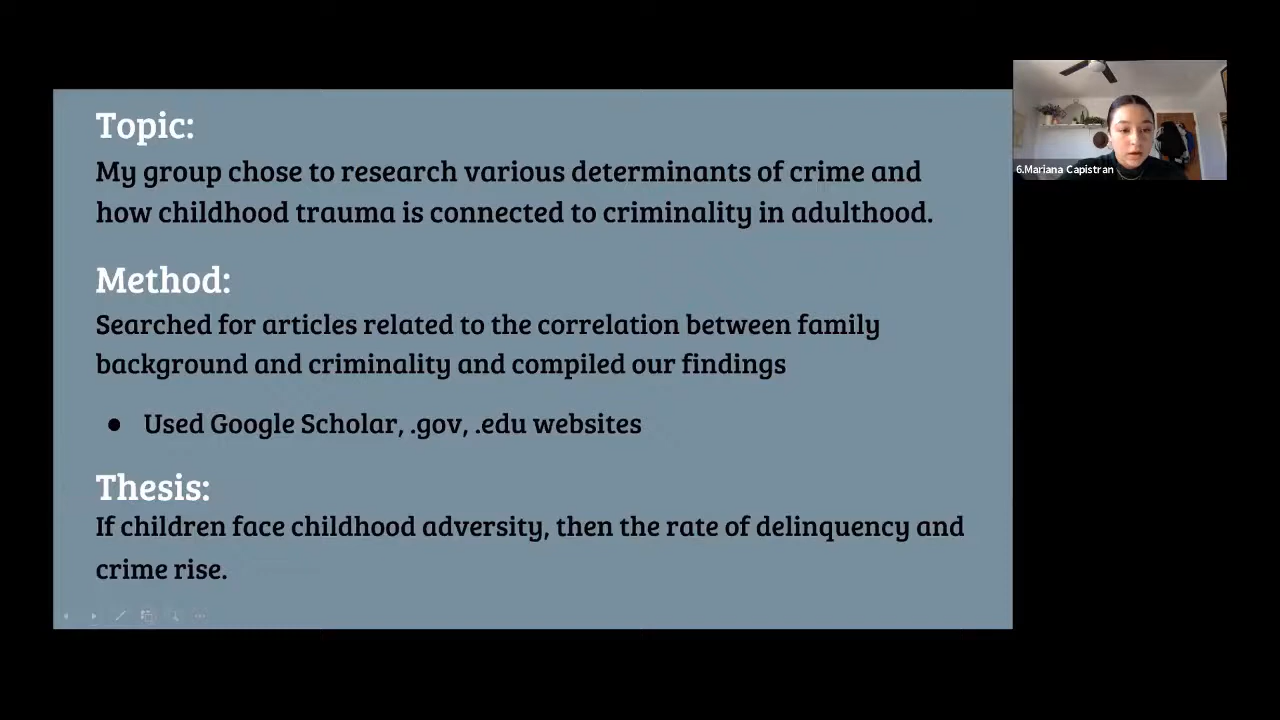 Topic:
My group chose to research various determinants of crime and
how childhood trauma is connected to criminality in adulthood.
Method:
Searched for articles related to the correlation between family
background and criminality and compiled our findings
● Used Google Scholar, .gov, .edu websites
Thesis:
If children face childhood adversity, then the rate of delinquency and
crime rise.
6.Mariana Capistran